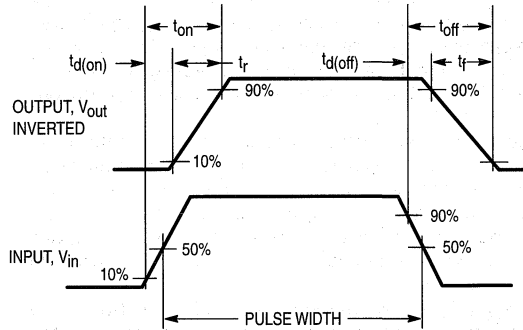 ton
toff
td(on)
tr
td(off)
tf
OUTPUT, Vout
INVERTED
90%
90%
10%
INPUT, Vin
90%
50%
50%
10%
PULSE WIDTH